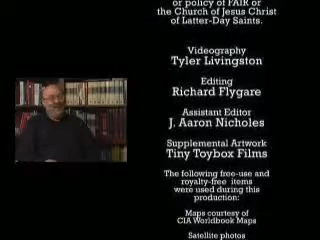 or policy of FAIR or
the Church of Jesus Christ
of Latter-Day Saints.
Videography
Tyler Livingston
Editing
Richard Flygare
Assistant Editor
J. Aaron Nicholes
Supplemental Artwork
Tiny Toybox Films
The following free-use and
royalty-free items
were used during this
production:
Maps courtesy of
CIA Worldbook Maps
Satellite photos